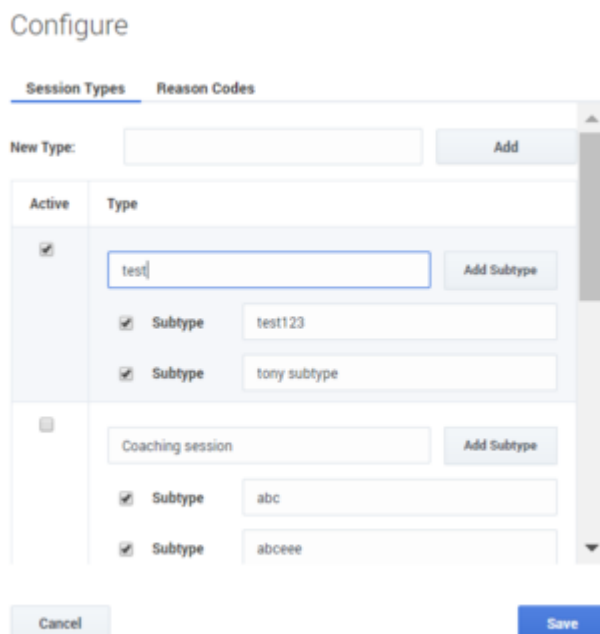 Configure
Session Types Reason Codes
New Type: Add
Active Type
test Add Subtype
Subtype test123
Subtype tony subtype
Coaching session Add Subtype
Subtype abc
Subtype abceee
Cancel Save